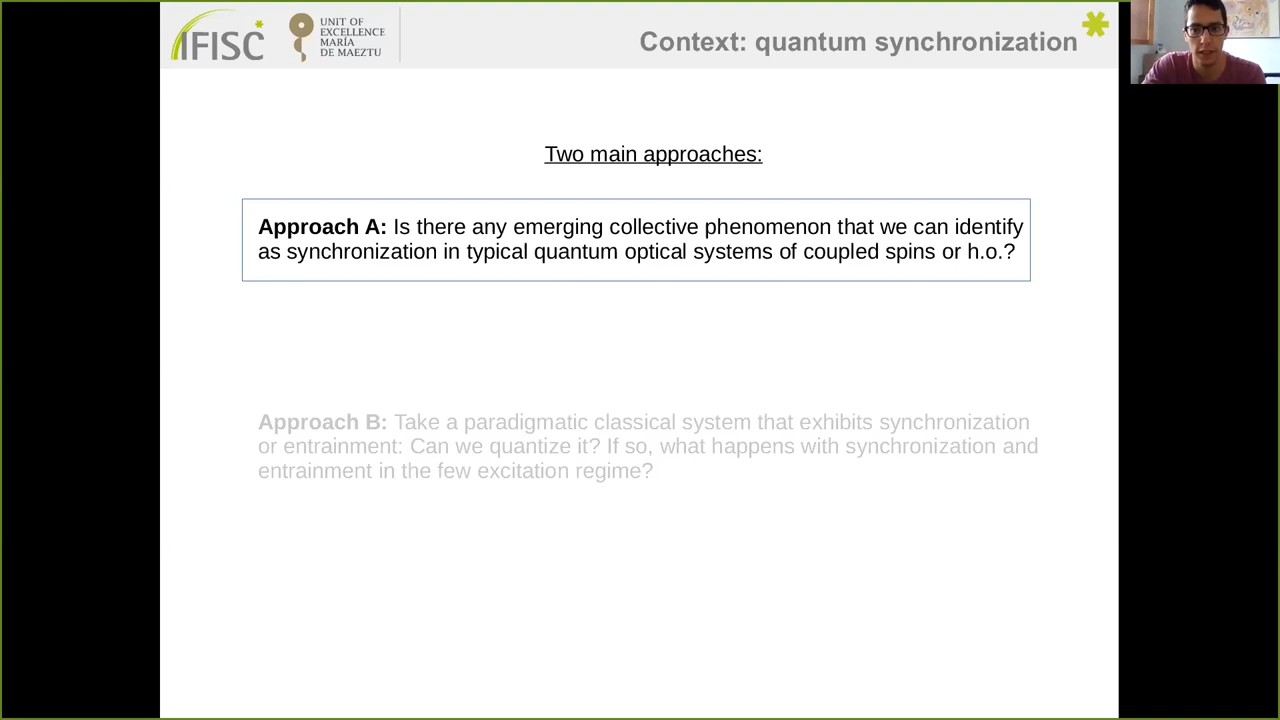 IFISC
UNIT OF
EXCELLENCE
MARÍA
DE MAEZTU
Context: quantum synchronization
Two main approaches:
Approach A: Is there any emerging collective phenomenon that we can identify
as synchronization in typical quantum optical systems of coupled spins or h.o.?
Approach B: Take a paradigmatic classical system that exhibits synchronization
or entrainment: Can we quantize it? If so, what happens with synchronization and
entrainment in the few excitation regime?